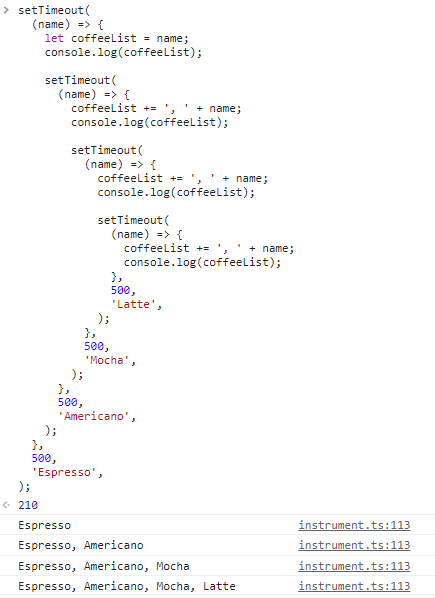 setTimeout(
  (name) => {
    let coffeeList = name;
    console.log(coffeeList);

    setTimeout(
      (name) => {
        coffeeList += ', ' + name;
        console.log(coffeeList);

        setTimeout(
          (name) => {
            coffeeList += ', ' + name;
            console.log(coffeeList);

            setTimeout(
              (name) => {
                coffeeList += ', ' + name;
                console.log(coffeeList);
              },
              500,
              'Latte',
            );
          },
          500,
          'Mocha',
        );
      },
      500,
      'Americano',
    );
  },
  500,
  'Espresso',
);
210
Espresso instrument.ts:113
Espresso, Americano instrument.ts:113
Espresso, Americano, Mocha instrument.ts:113
Espresso, Americano, Mocha, Latte instrument.ts:113